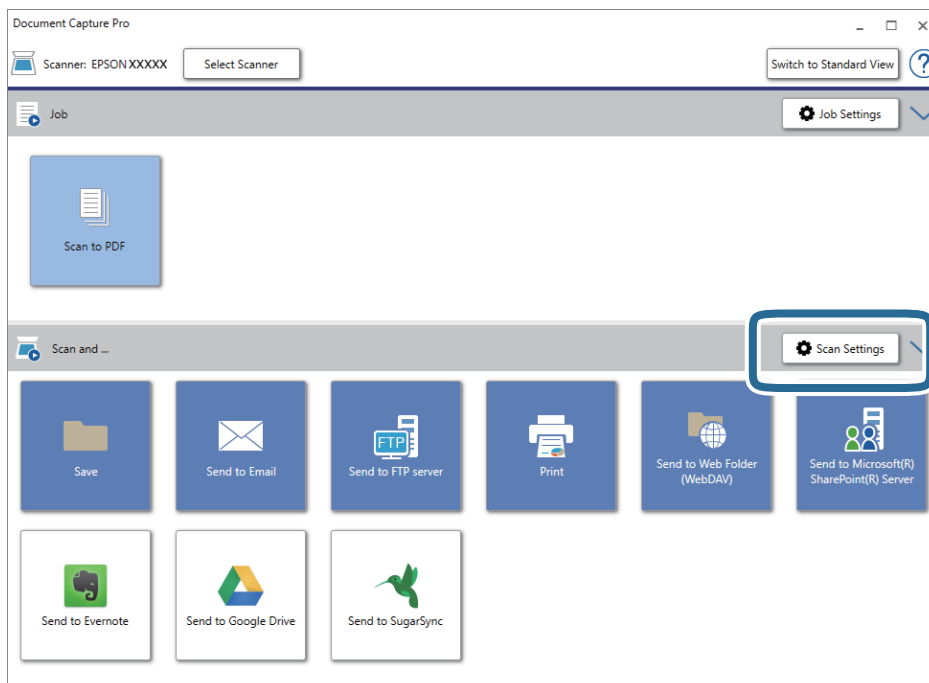 Document Capture Pro
Scanner: EPSON XXXXX
Select Scanner
Switch to Standard View
?
Job
Job Settings
Scan to PDF
Scan and ...
Scan Settings
Save
Send to Email
FTP
Send to FTP server
Print
Send to Web Folder
(WebDAV)
Send to Microsoft(R)
SharePoint(R) Server
Send to Evernote
Send to Google Drive
Send to SugarSync